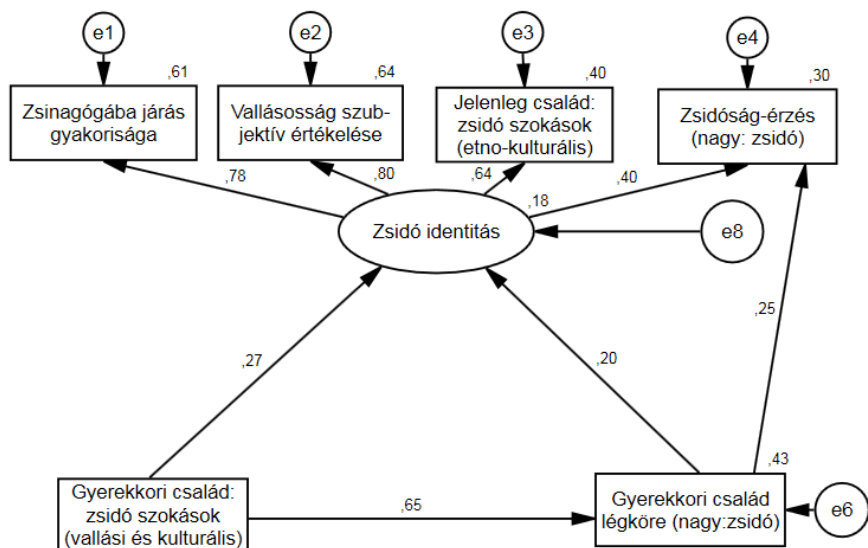 e1
e2
e3
e4
,61
,64
,40
,30
Zsinagógába járás
gyakorisága
Vallásosság szub-
jektív értékelése
Jelenleg család:
zsidó szokások
(etno-kulturális)
Zsidóság-érzés
(nagy: zsidó)
,78
,80
,64
,18
,40
Zsidó identitás
e8
,27
,20
,25
Gyerekkori család:
zsidó szokások
(vallási és kulturális)
,65
,43
Gyerekkori család
légköre (nagy:zsidó)
e6